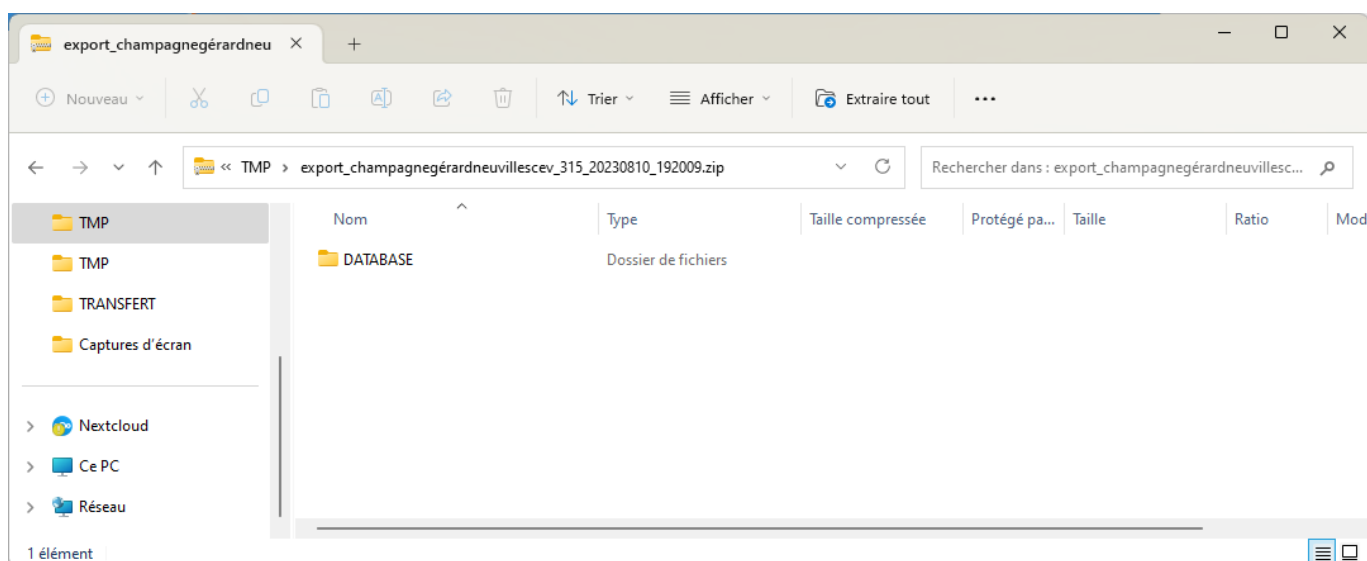 export_champagnegérardneu
Nouveau
Trier
Afficher
Extraire tout
« TMP > export_champagnegérardneuvillescev_315_20230810_192009.zip
Rechercher dans : export_champagnegérardneuvillesc...
TMP
TMP
TRANSFERT
Captures d'écran
Nextcloud
Ce PC
Réseau
Nom Type Taille compressée Protégé pa... Taille Ratio Mod
DATABASE Dossier de fichiers
1 élément